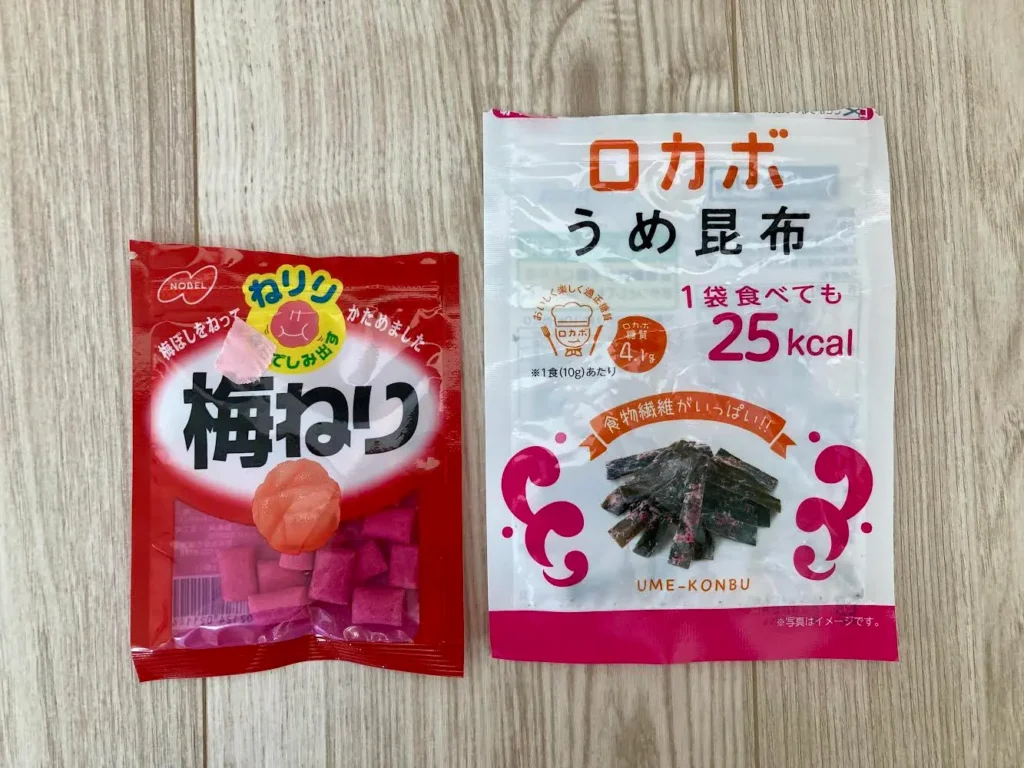 NOBEL
ねりり
梅ぼしをねって
かためました
でしみ出す
梅ねり
ロカボ
うめ昆布
おいしく楽しく適正糖質
ロカボ
ロカボ
糖質
4.1g
※1食(10g)あたり
1袋食べても
25kcal
食物繊維がいっぱい!!
UME-KONBU
※写真はイメージです。